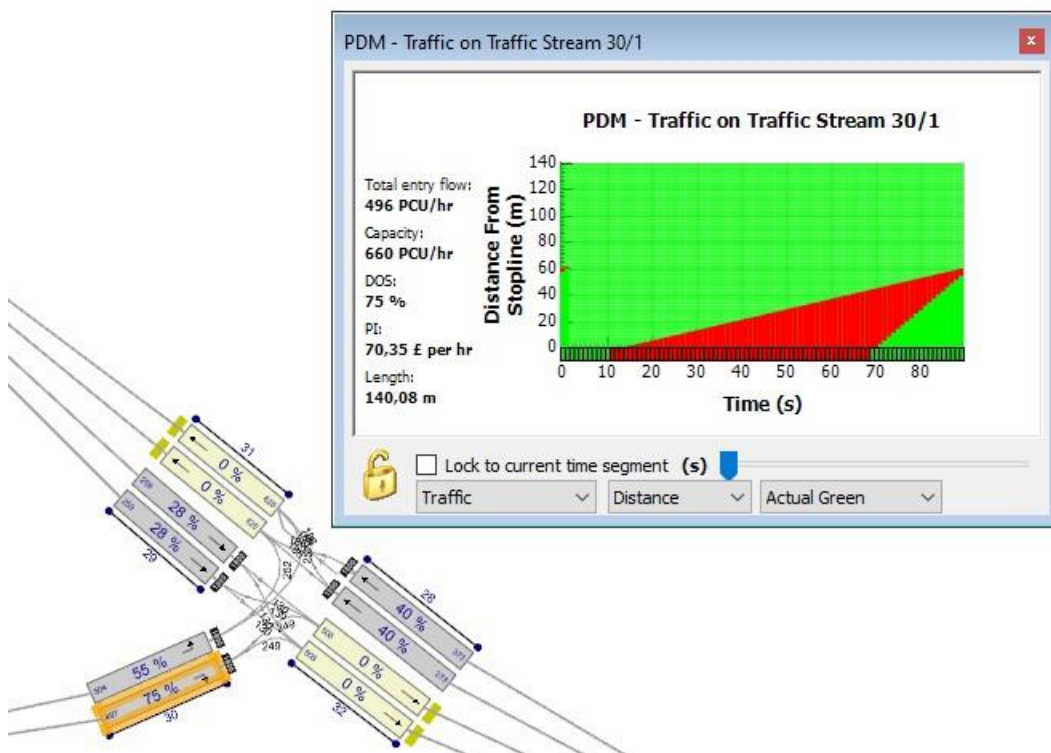 PDM - Traffic on Traffic Stream 30/1
x
PDM - Traffic on Traffic Stream 30/1
Total entry flow:
496 PCU/hr
Capacity:
660 PCU/hr
DOS:
75 %
PI:
70,35 £ per hr
Length:
140,08 m
Distance From
Stopline (m)
140
120
100
80
60
40
20
0
0 10 20 30 40 50 60 70 80
Time (s)
Lock to current time segment (s)
Traffic
Distance
Actual Green
31
0 %
0 %
28 %
28 %
29
252
28
40 %
40 %
249
0 %
0 %
32
55 %
75 %
30